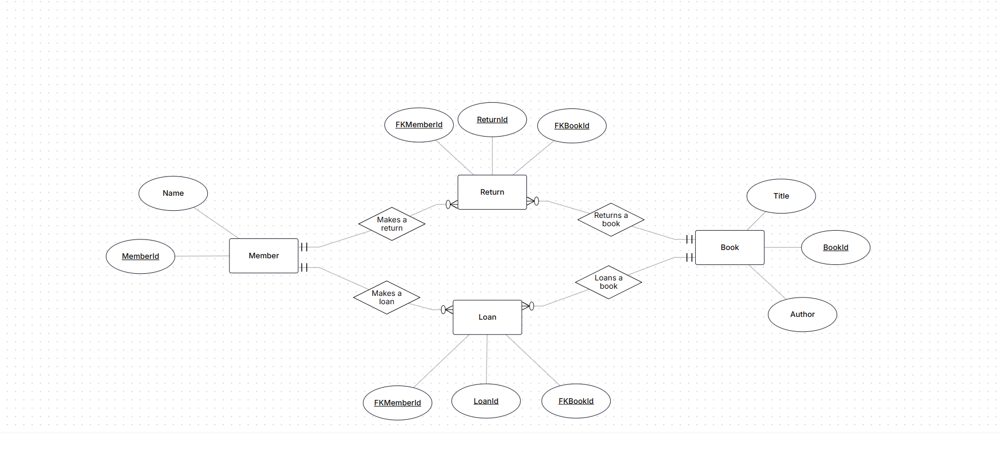 FKMemberId
ReturnId
FKBookId
Return
Name
Title
Makes a
return
Returns a
book
Member
MemberId
Book
BookId
Makes a
loan
Loans a
book
Loan
Author
FKMemberId
LoanId
FKBookId